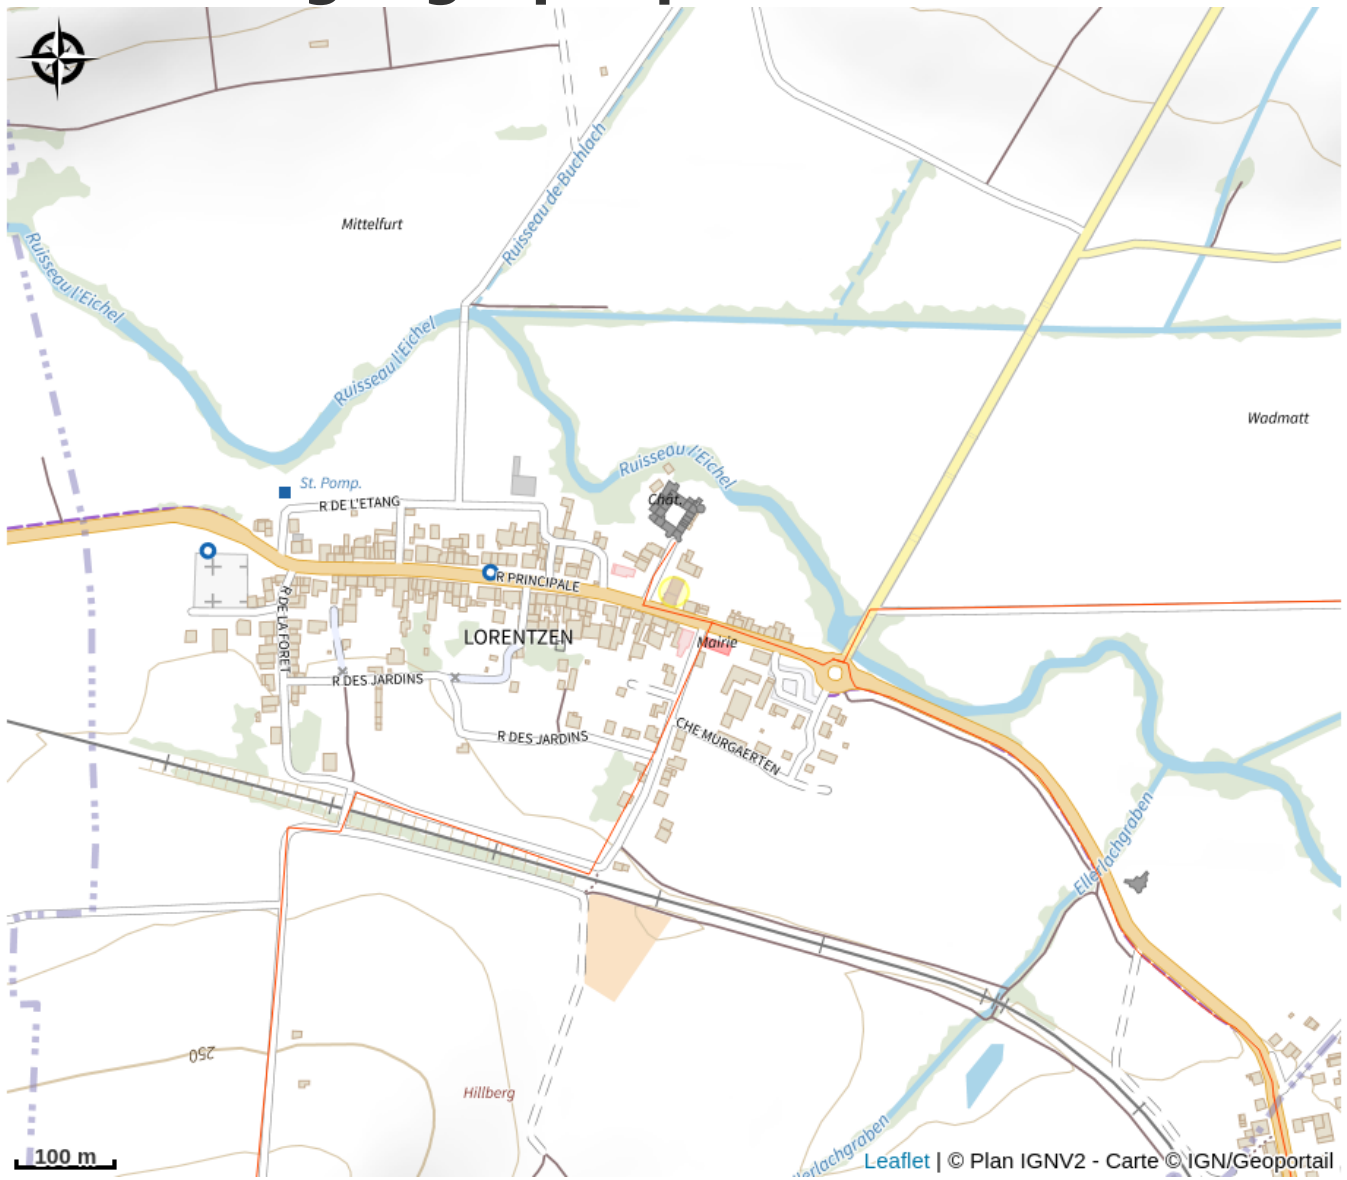 Mittelfurt
Ruisseau de Buchlach
Ruisseau l'Eichel
Ruisseau l'Eichel
Wadmatt
Ruisseau l'Eichel
St. Pomp.
Chât.
R DE L'ETANG
R PRINCIPALE
R DE LA FORET
LORENTZEN
Mairie
R DES JARDINS
R DES JARDINS
CHE MURGAERTEN
Ellerlachgraben
250
Hillberg
llerlachgraben
100 m
Leaflet | © Plan IGNV2 - Carte © IGN/Geoportail